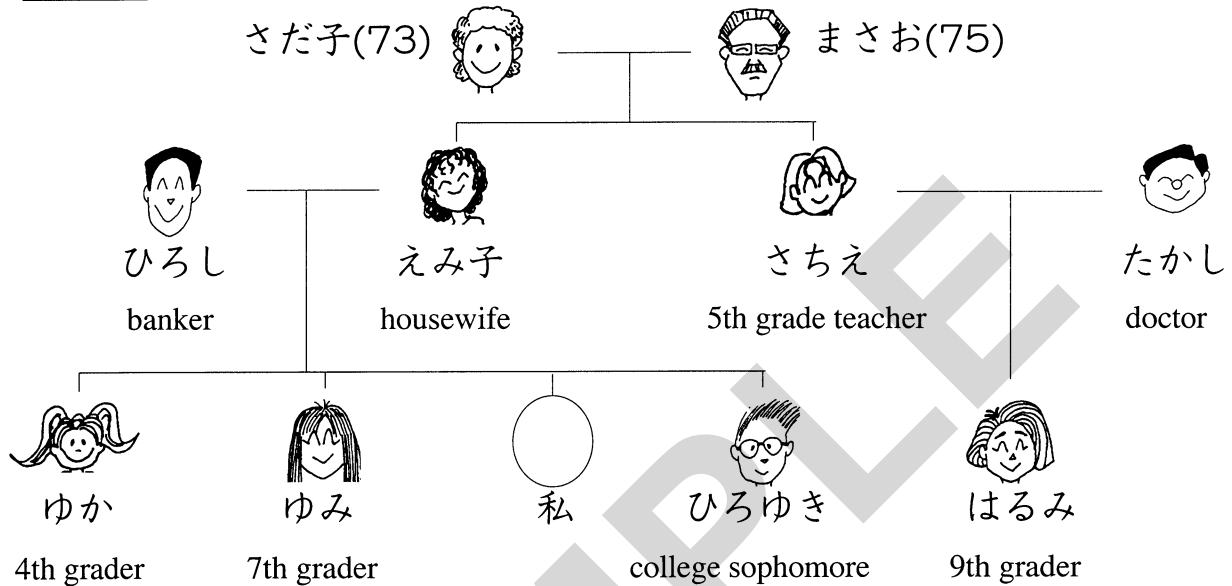 さだ子(73) まさお(75)
ひろし えみ子 さちえ たかし
banker housewife 5th grade teacher doctor
ゆか ゆみ 私 ひろゆき はるみ
4th grader 7th grader college sophomore 9th grader